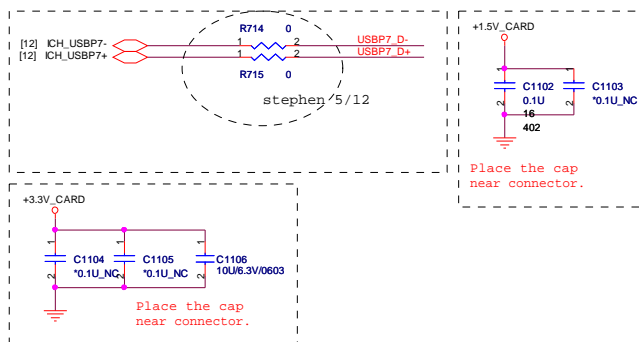 R714 0
[12] ICH_USBP7- 1 2 USBP7_D-
[12] ICH_USBP7+ 1 2 USBP7_D+
R715 0
stephen 5/12
+1.5V_CARD
1 1
C1102 C1103
0.1U *0.1U_NC
2 2
16
402
Place the cap
near connector.
+3.3V_CARD
1 1 1
C1104 C1105 C1106
*0.1U_NC *0.1U_NC 10U/6.3V/0603
2 2 2
Place the cap
near connector.